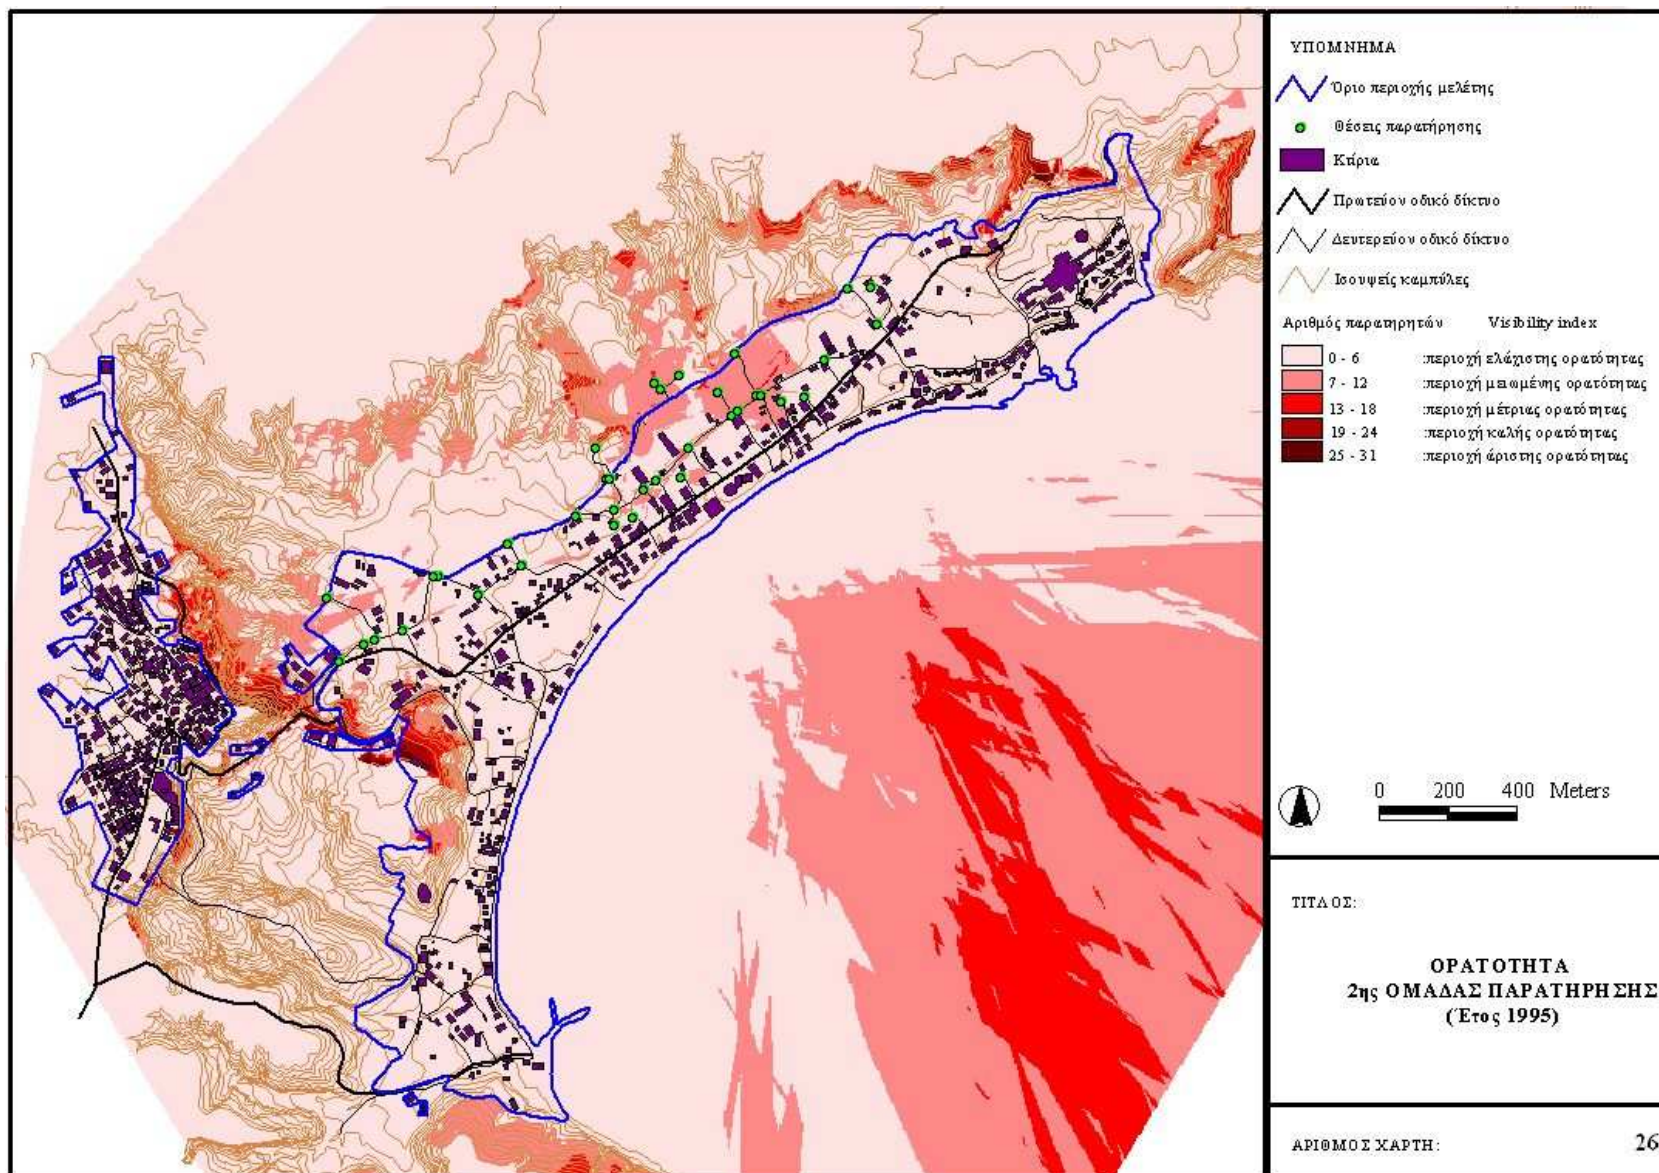 ΥΠΟΜΝΗΜΑ
Όριο περιοχής μελέτης
Θέσεις παρατήρησης
Κτίρια
Πρωτεύον οδικό δίκτυο
Δευτερεύον οδικό δίκτυο
Ισουψείς καμπύλες
Αριθμός παρατηρητών Visibility index
0 - 6 :περιοχή ελάχιστης ορατότητας
7 - 12 :περιοχή μειωμένης ορατότητας
13 - 18 :περιοχή μέτριας ορατότητας
19 - 24 :περιοχή καλής ορατότητας
25 - 31 :περιοχή άριστης ορατότητας
0 200 400 Meters
ΤΙΤΛΟΣ:
ΟΡΑΤΟΤΗΤΑ
2ης ΟΜΑΔΑΣ ΠΑΡΑΤΗΡΗΣΗΣ
(Έτος 1995)
ΑΡΙΘΜΟΣ ΧΑΡΤΗ: 26